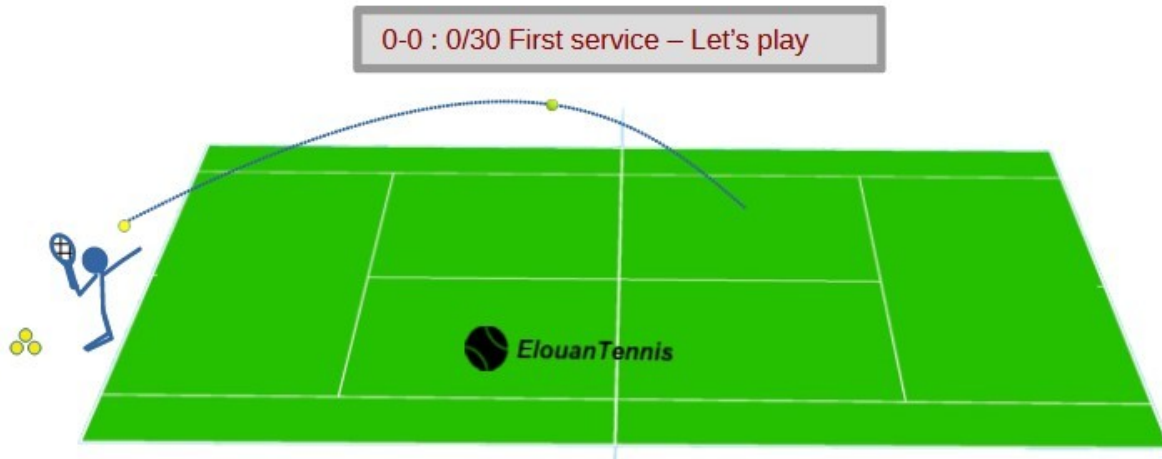 0-0 : 0/30 First service – Let's play
ElouanTennis